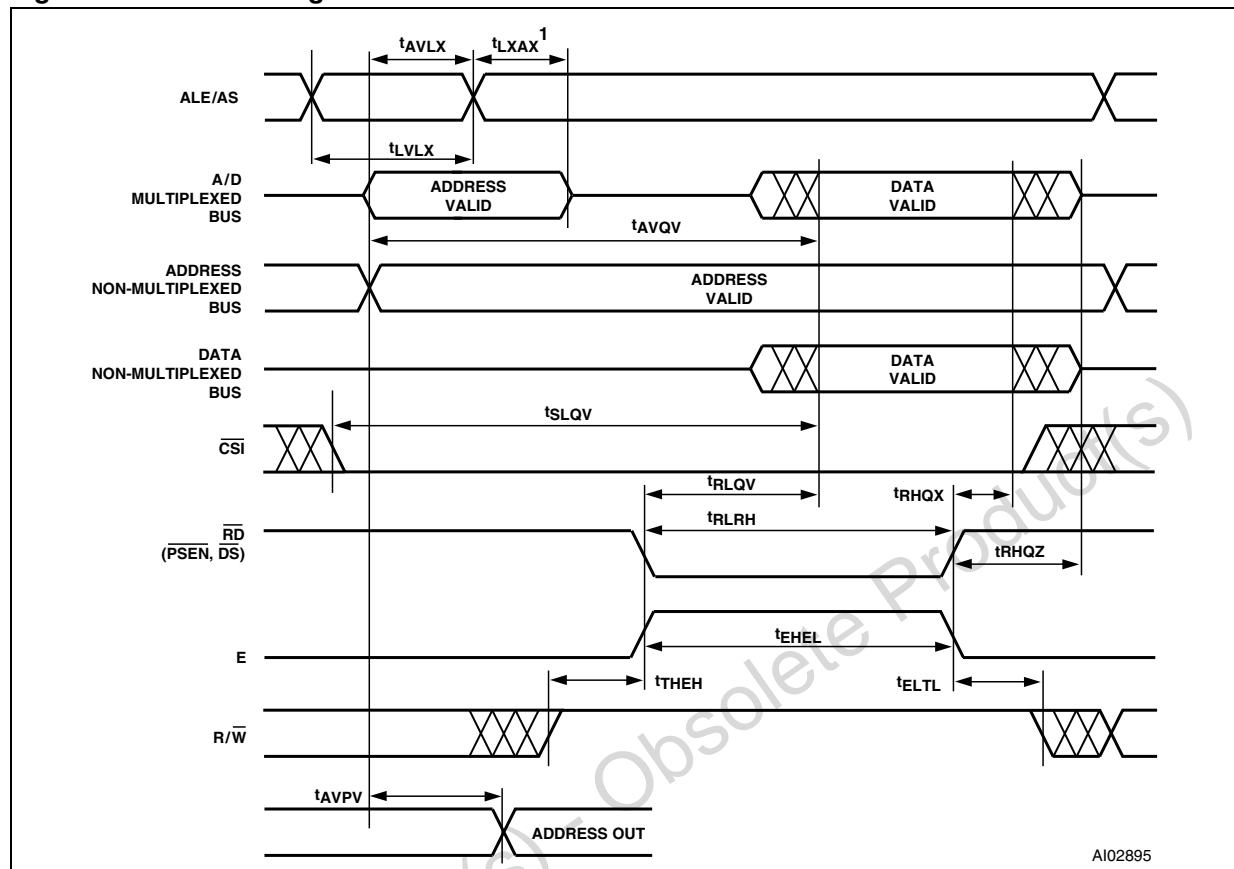 tAVLX
tLXAX1
ALE/AS
tLVLX
A/D
MULTIPLEXED
BUS
ADDRESS
VALID
DATA
VALID
tAVQV
ADDRESS
NON-MULTIPLEXED
BUS
ADDRESS
VALID
DATA
NON-MULTIPLEXED
BUS
DATA
VALID
tSLQV
CSI
tRLQV
tRHQX
tRLRH
RD
(PSEN, DS)
tRHQZ
tEHEL
E
tTHEH
tELTL
R/W
tAVPV
ADDRESS OUT
AI02895
(s) - Obsolete Product(s)